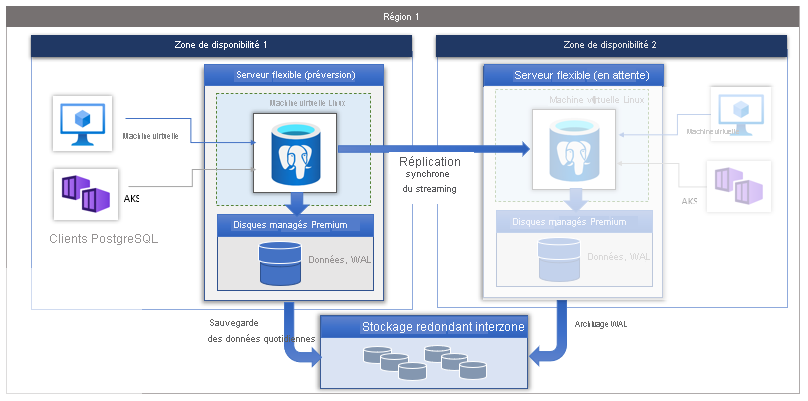 Région 1
Zone de disponibilité 1
Zone de disponibilité 2
Serveur flexible (préversion)
Serveur flexible (en attente)
Machine virtuelle Linux
Machine virtuelle Linux
Machine virtuelle
Machine virtuelle
Réplication
synchrone
du streaming
AKS
AKS
Clients PostgreSQL
Disques managés Premium
Disques managés Premium
Données, WAL
Données, WAL
Sauvegarde
des données quotidiennes
Stockage redondant interzone
Archivage WAL